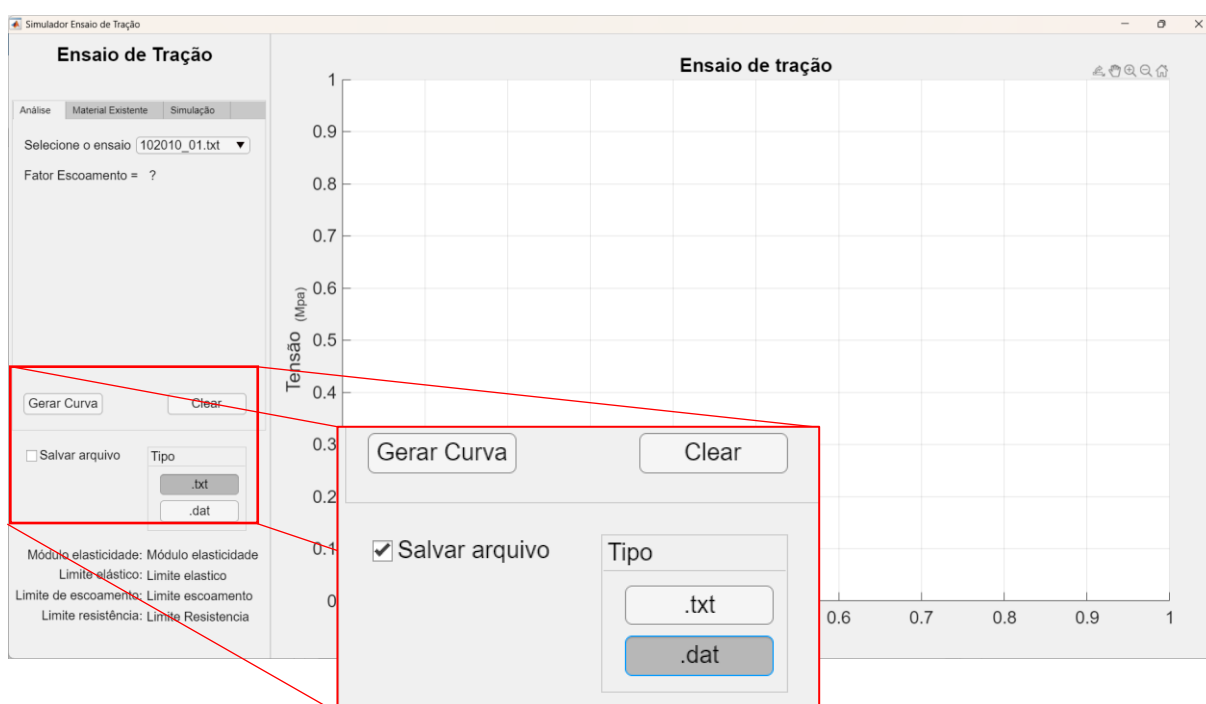 Simulador Ensaio de Tração
Ensaio de Tração
Análise Material Existente Simulação
Selecione o ensaio 102010_01.txt
Fator Escoamento = ?
Gerar Curva Clear
Salvar arquivo Tipo
.txt
.dat
Módulo elasticidade: Módulo elasticidade
Limite elástico: Limite elastico
Limite de escoamento: Limite escoamento
Limite resistência: Limite Resistencia
Ensaio de tração
1
0.9
0.8
0.7
0.6
0.5
0.4
0.3
0.2
0.1
0
Tensão (Mpa)
0.6 0.7 0.8 0.9 1
Gerar Curva Clear
Salvar arquivo Tipo
.txt
.dat